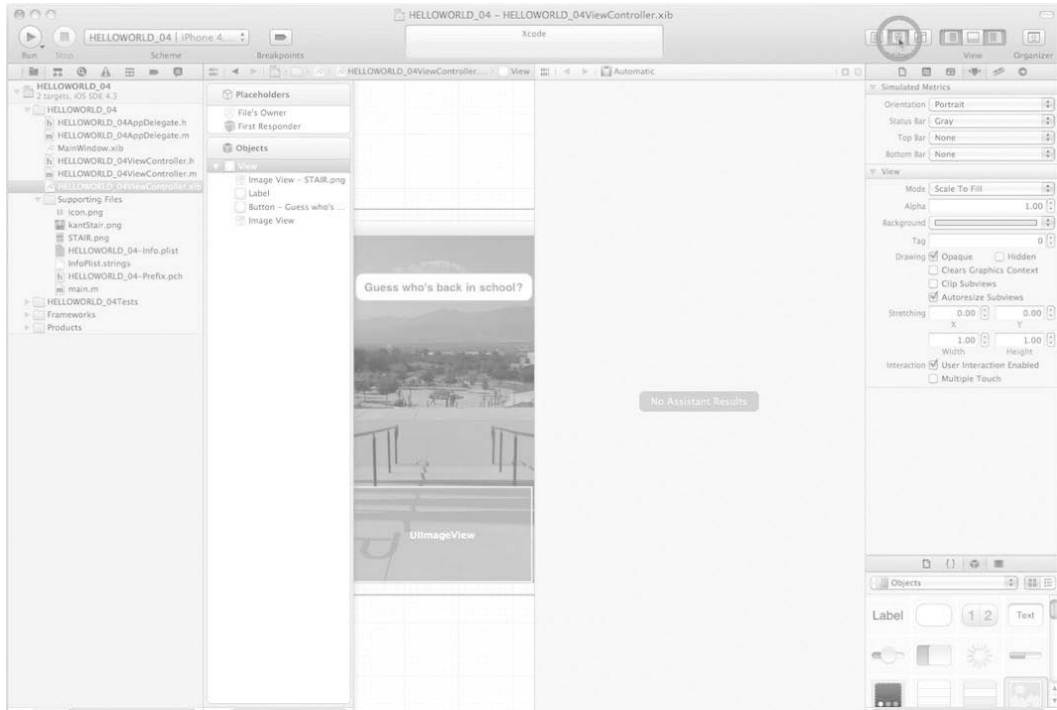 HELLOWORLD_04 – HELLOWORLD_04ViewController.xib
HELLOWORLD_04 | iPhone 4....
Xcode
Run Stop Scheme Breakpoints View Organizer
HELLOWORLD_04ViewController.... View Automatic
HELLOWORLD_04
2 targets, iOS SDK 4.3
HELLOWORLD_04
h HELLOWORLD_04AppDelegate.h
m HELLOWORLD_04AppDelegate.m
MainWindow.xib
h HELLOWORLD_04ViewController.h
m HELLOWORLD_04ViewController.m
HELLOWORLD_04ViewController.xib
Supporting Files
icon.png
kantStair.png
STAIR.png
HELLOWORLD_04-Info.plist
InfoPlist.strings
h HELLOWORLD_04-Prefix.pch
m main.m
HELLOWORLD_04Tests
Frameworks
Products
Placeholders
File's Owner
First Responder
Objects
View
Image View – STAIR.png
Label
Button – Guess who's ...
Image View
Guess who's back in school?
UIImageView
No Assistant Results
Simulated Metrics
Orientation Portrait
Status Bar Gray
Top Bar None
Bottom Bar None
View
Mode Scale To Fill
Alpha 1.00
Background
Tag 0
Drawing Opaque Hidden
Clears Graphics Context
Clip Subviews
Autoresize Subviews
Stretching 0.00 0.00
X Y
1.00 1.00
Width Height
Interaction User Interaction Enabled
Multiple Touch
{}
Objects
Label 1 2 Text